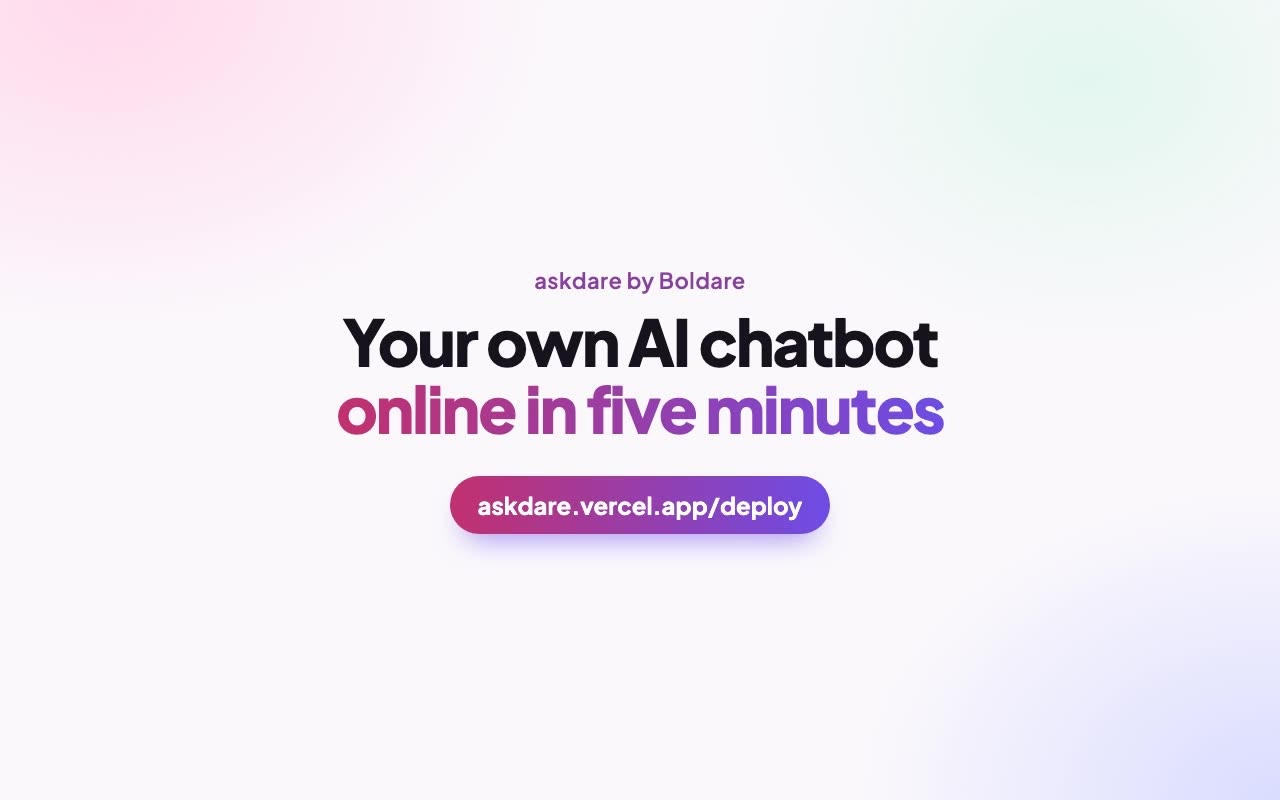 askdare by Boldare
Your own AI chatbot
online in five minutes
askdare.vercel.app/deploy